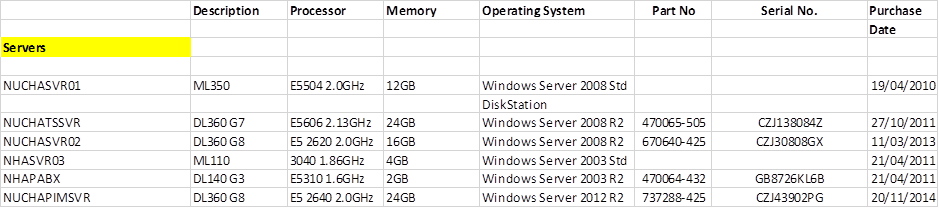 Description Processor Memory Operating System Part No Serial No. Purchase
Date
Servers
NUCHASVR01 ML350 E5504 2.0GHz 12GB Windows Server 2008 Std 19/04/2010
DiskStation
NUCHATSSVR DL360 G7 E5606 2.13GHz 24GB Windows Server 2008 R2 470065-505 CZJ138084Z 27/10/2011
NUCHASVR02 DL360 G8 E5 2620 2.0GHz 16GB Windows Server 2008 R2 670640-425 CZJ30808GX 11/03/2013
NHASVR03 ML110 3040 1.86GHz 4GB Windows Server 2003 Std 21/04/2011
NHAPABX DL140 G3 E5310 1.6GHz 2GB Windows Server 2003 R2 470064-432 GB8726KL6B 21/04/2011
NUCHAPIMSVR DL360 G8 E5 2640 2.0GHz 24GB Windows Server 2012 R2 737288-425 CZJ43902PG 20/11/2014